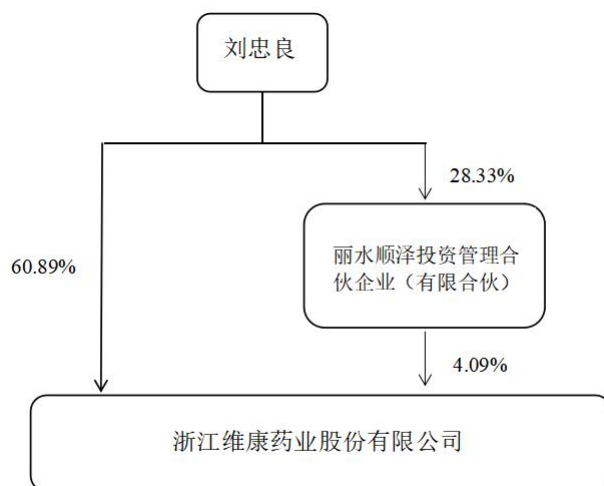 刘忠良
28.33%
丽水顺泽投资管理合
伙企业（有限合伙）
60.89%
4.09%
浙江维康药业股份有限公司